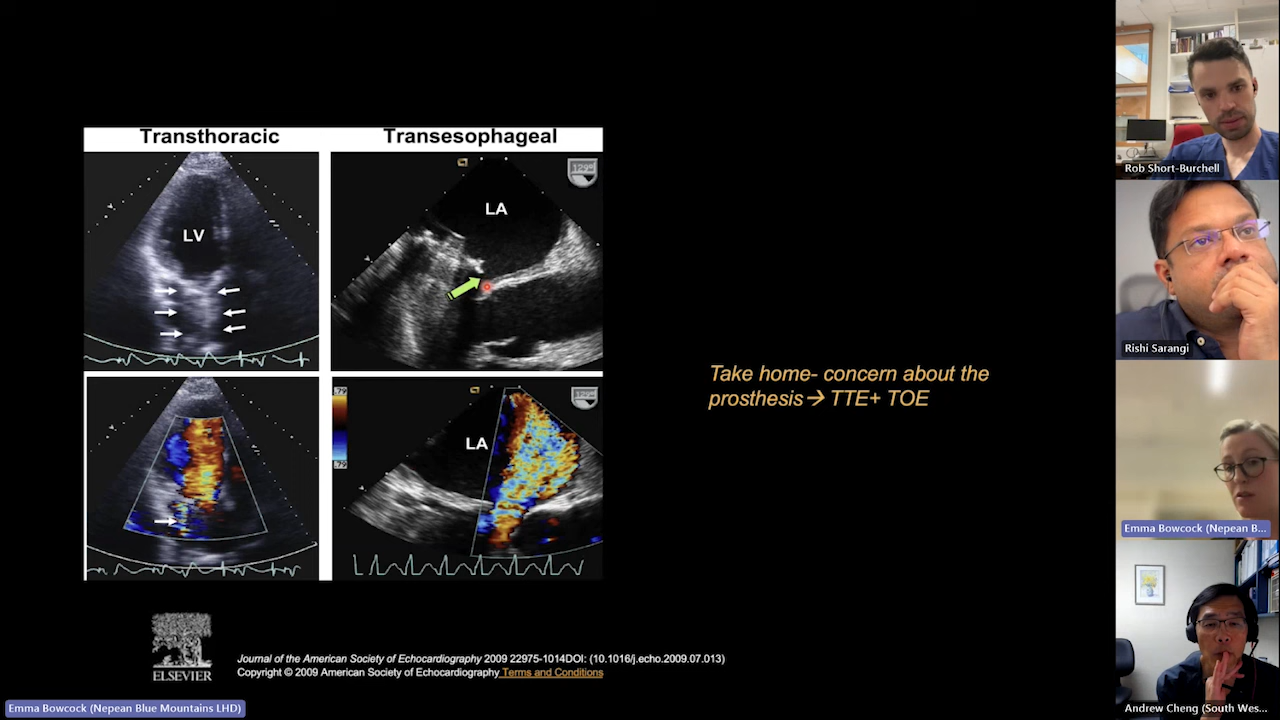 Transthoracic
Transesophageal
LV
LA
LA
.79
.79
Take home- concern about the
prosthesis→ TTE+ TOE
ELSEVIER
Journal of the American Society of Echocardiography 2009 22975-1014DOI: (10.1016/j.echo.2009.07.013)
Copyright © 2009 American Society of Echocardiography Terms and Conditions
Emma Bowcock (Nepean Blue Mountains LHD)
Rob Short-Burchell
Rishi Sarangi
Emma Bowcock (Nepean B...
Andrew Cheng (South Wes...